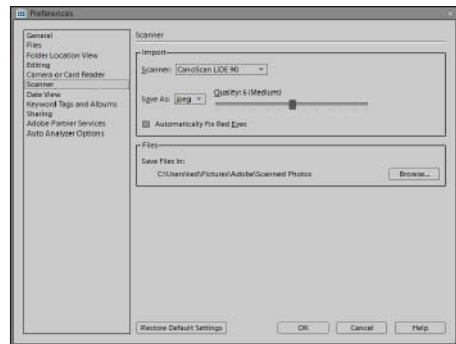 Preferences
General
Files
Folder Location View
Editing
Camera or Card Reader
Scanner
Date View
Keyword Tags and Albums
Sharing
Adobe Partner Services
Auto Analyzer Options
Scanner
Import
Scanner: CanoScan LiDE 90
Save As: jpeg Quality: 6 (Medium)
Automatically Fix Red Eyes
Files
Save Files In:
C:\Users\ted\Pictures\Adobe\Scanned Photos Browse...
Restore Default Settings OK Cancel Help